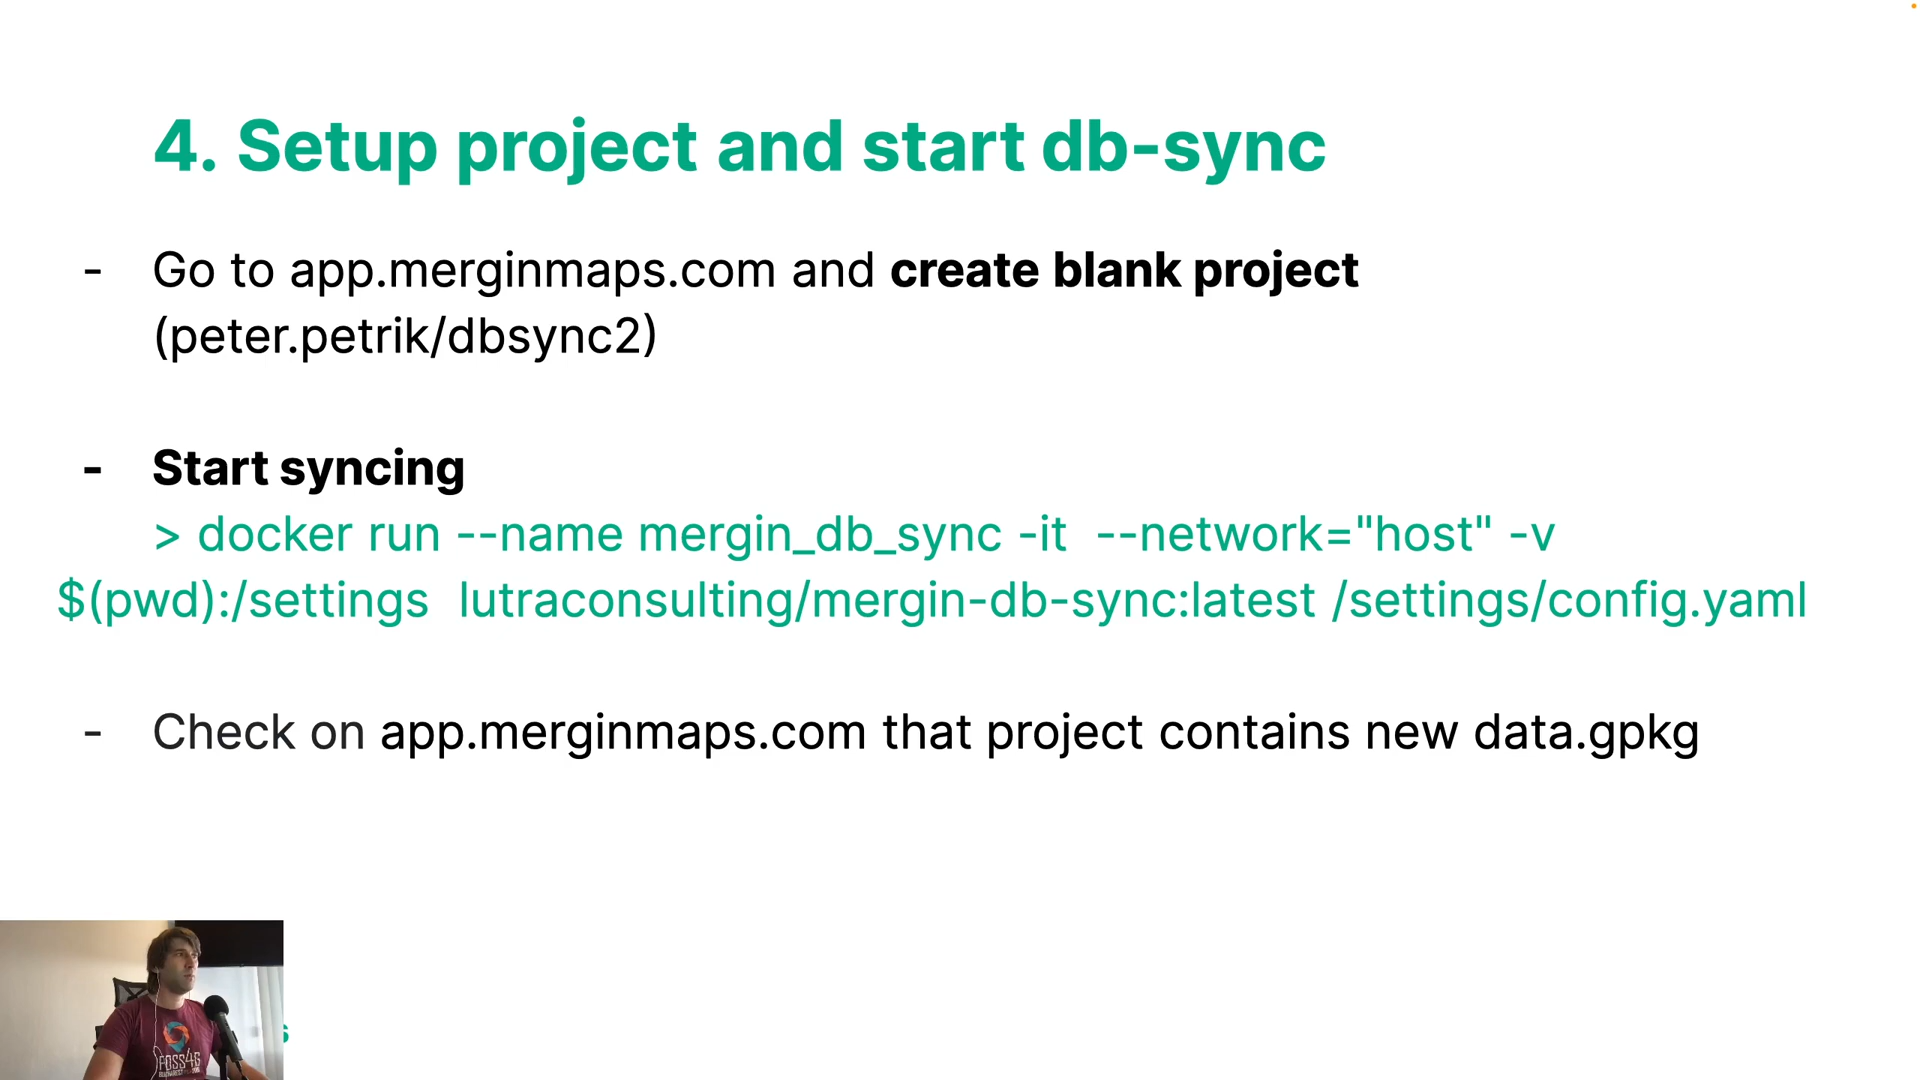 4. Setup project and start db-sync
- Go to app.merginmaps.com and create blank project
(peter.petrik/dbsync2)
- Start syncing
> docker run --name mergin_db_sync -it  --network="host" -v
$(pwd):/settings  lutraconsulting/mergin-db-sync:latest /settings/config.yaml
- Check on app.merginmaps.com that project contains new data.gpkg
s
FOSS4G